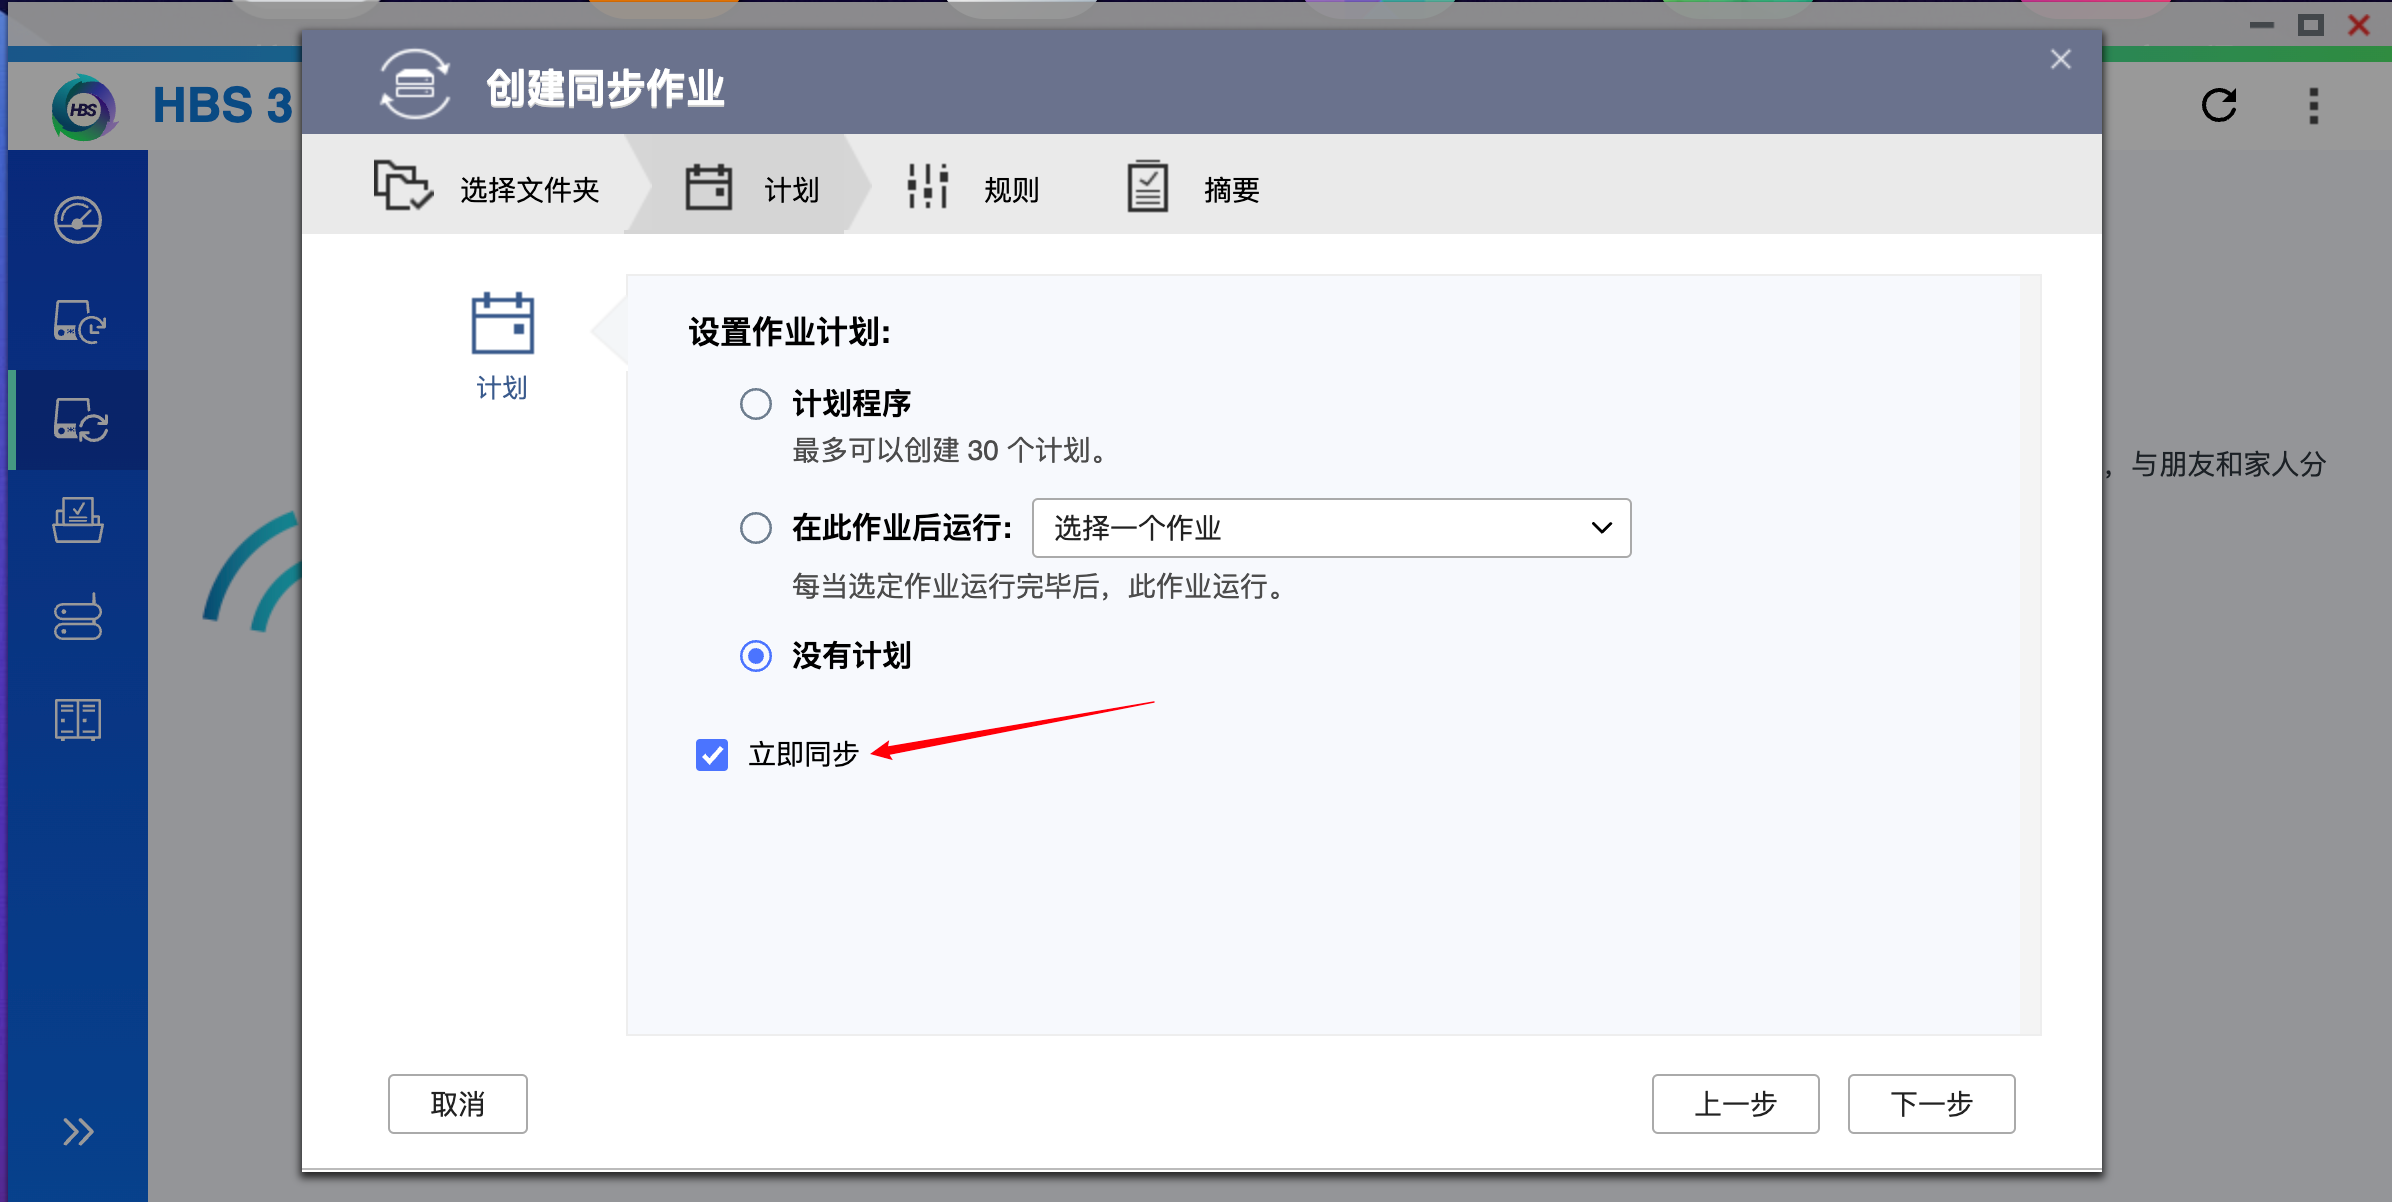 创建同步作业
HBS 3
选择文件夹
计划
规则
摘要
计划
设置作业计划:
计划程序
最多可以创建 30 个计划。
，与朋友和家人分
在此作业后运行:
选择一个作业
每当选定作业运行完毕后，此作业运行。
没有计划
立即同步
取消
上一步
下一步
HBS